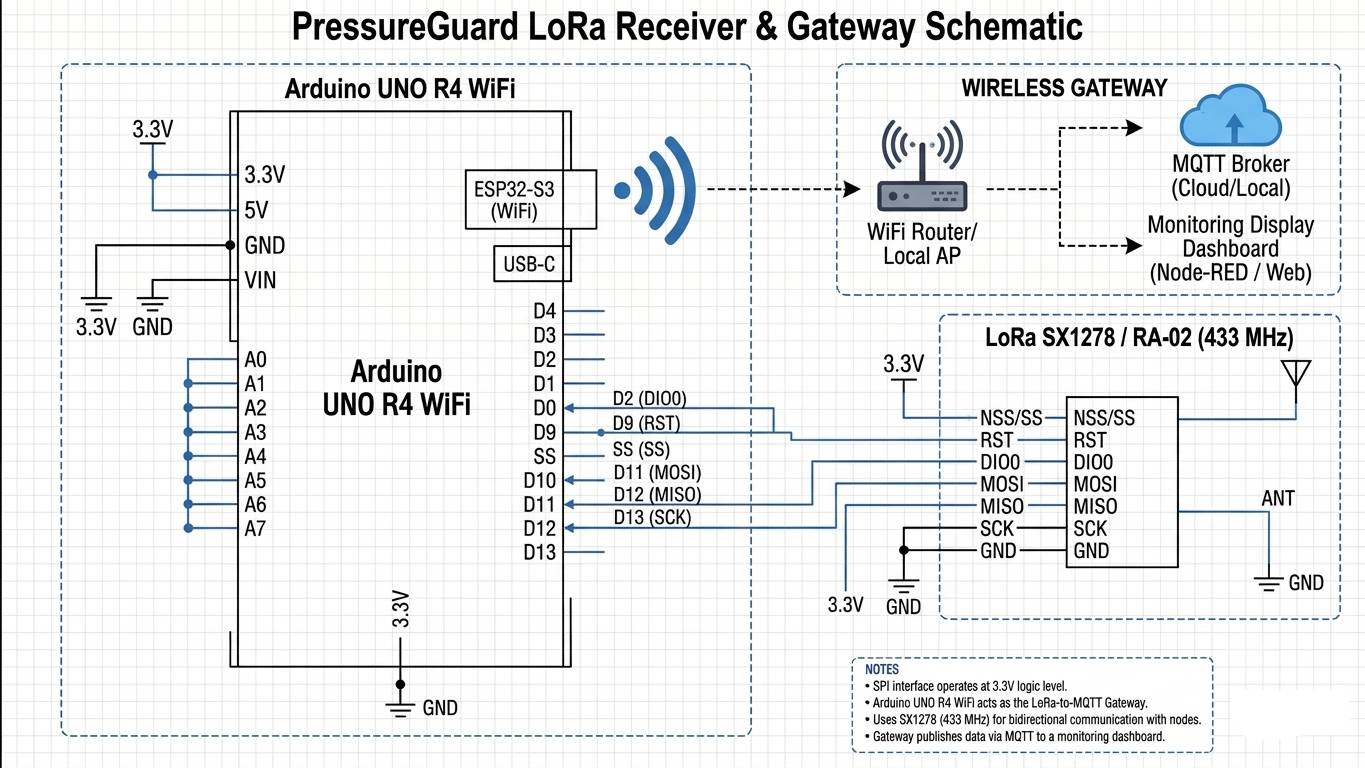 PressureGuard LoRa Receiver & Gateway Schematic
Arduino UNO R4 WiFi
3.3V
3.3V
5V
GND
VIN
3.3V
GND
A0
A1
A2
A3
A4
A5
A6
A7
Arduino
UNO R4 WiFi
ESP32-S3
(WiFi)
USB-C
D4
D3
D2
D1
D0
D9
SS
D10
D11
D12
D13
D2 (DIO0)
D9 (RST)
SS (SS)
D11 (MOSI)
D12 (MISO)
D13 (SCK)
3.3V
GND
WIRELESS GATEWAY
WiFi Router/
Local AP
MQTT Broker
(Cloud/Local)
Monitoring Display
Dashboard
(Node-RED / Web)
LoRa SX1278 / RA-02 (433 MHz)
3.3V
NSS/SS
RST
DIO0
MOSI
MISO
SCK
GND
NSS/SS
RST
DIO0
MOSI
MISO
SCK
GND
ANT
GND
3.3V
GND
NOTES
• SPI interface operates at 3.3V logic level.
• Arduino UNO R4 WiFi acts as the LoRa-to-MQTT Gateway.
• Uses SX1278 (433 MHz) for bidirectional communication with nodes.
• Gateway publishes data via MQTT to a monitoring dashboard.